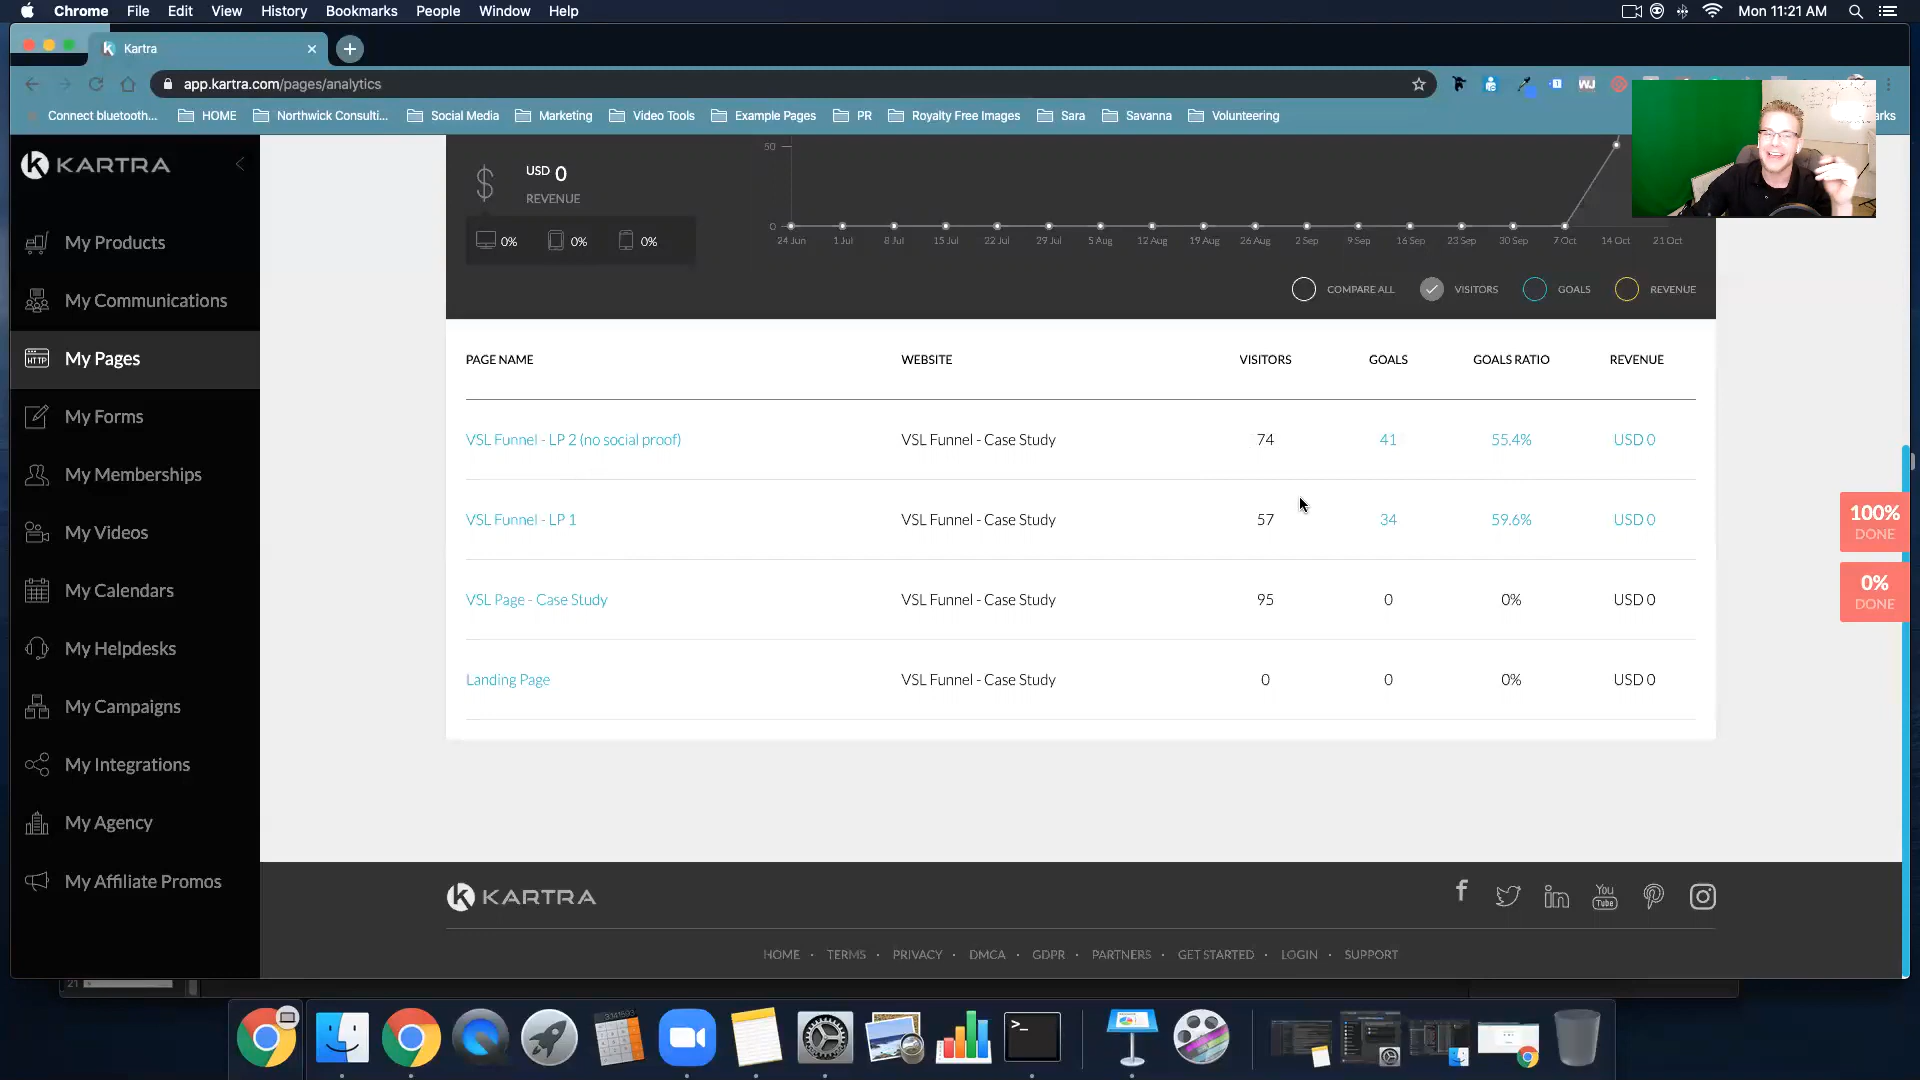 Chrome File Edit View History Bookmarks People Window Help Mon 11:21 AM
Kartra
app.kartra.com/pages/analytics
Connect bluetooth... HOME Northwick Consulti... Social Media Marketing Video Tools Example Pages PR Royalty Free Images Sara Savanna Volunteering
KARTRA
My Products
My Communications
My Pages
My Forms
My Memberships
My Videos
My Calendars
My Helpdesks
My Campaigns
My Integrations
My Agency
My Affiliate Promos
USD 0
REVENUE
0% 0% 0%
50
0
24 Jun 1 Jul 8 Jul 15 Jul 22 Jul 29 Jul 5 Aug 12 Aug 19 Aug 26 Aug 2 Sep 9 Sep 16 Sep 23 Sep 30 Sep 7 Oct 14 Oct 21 Oct
COMPARE ALL VISITORS GOALS REVENUE
PAGE NAME WEBSITE VISITORS GOALS GOALS RATIO REVENUE
VSL Funnel - LP 2 (no social proof) VSL Funnel - Case Study 74 41 55.4% USD 0
VSL Funnel - LP 1 VSL Funnel - Case Study 57 34 59.6% USD 0
VSL Page - Case Study VSL Funnel - Case Study 95 0 0% USD 0
Landing Page VSL Funnel - Case Study 0 0 0% USD 0
100%
DONE
0%
DONE
KARTRA
You
Tube
HOME · TERMS · PRIVACY · DMCA · GDPR · PARTNERS · GET STARTED · LOGIN · SUPPORT